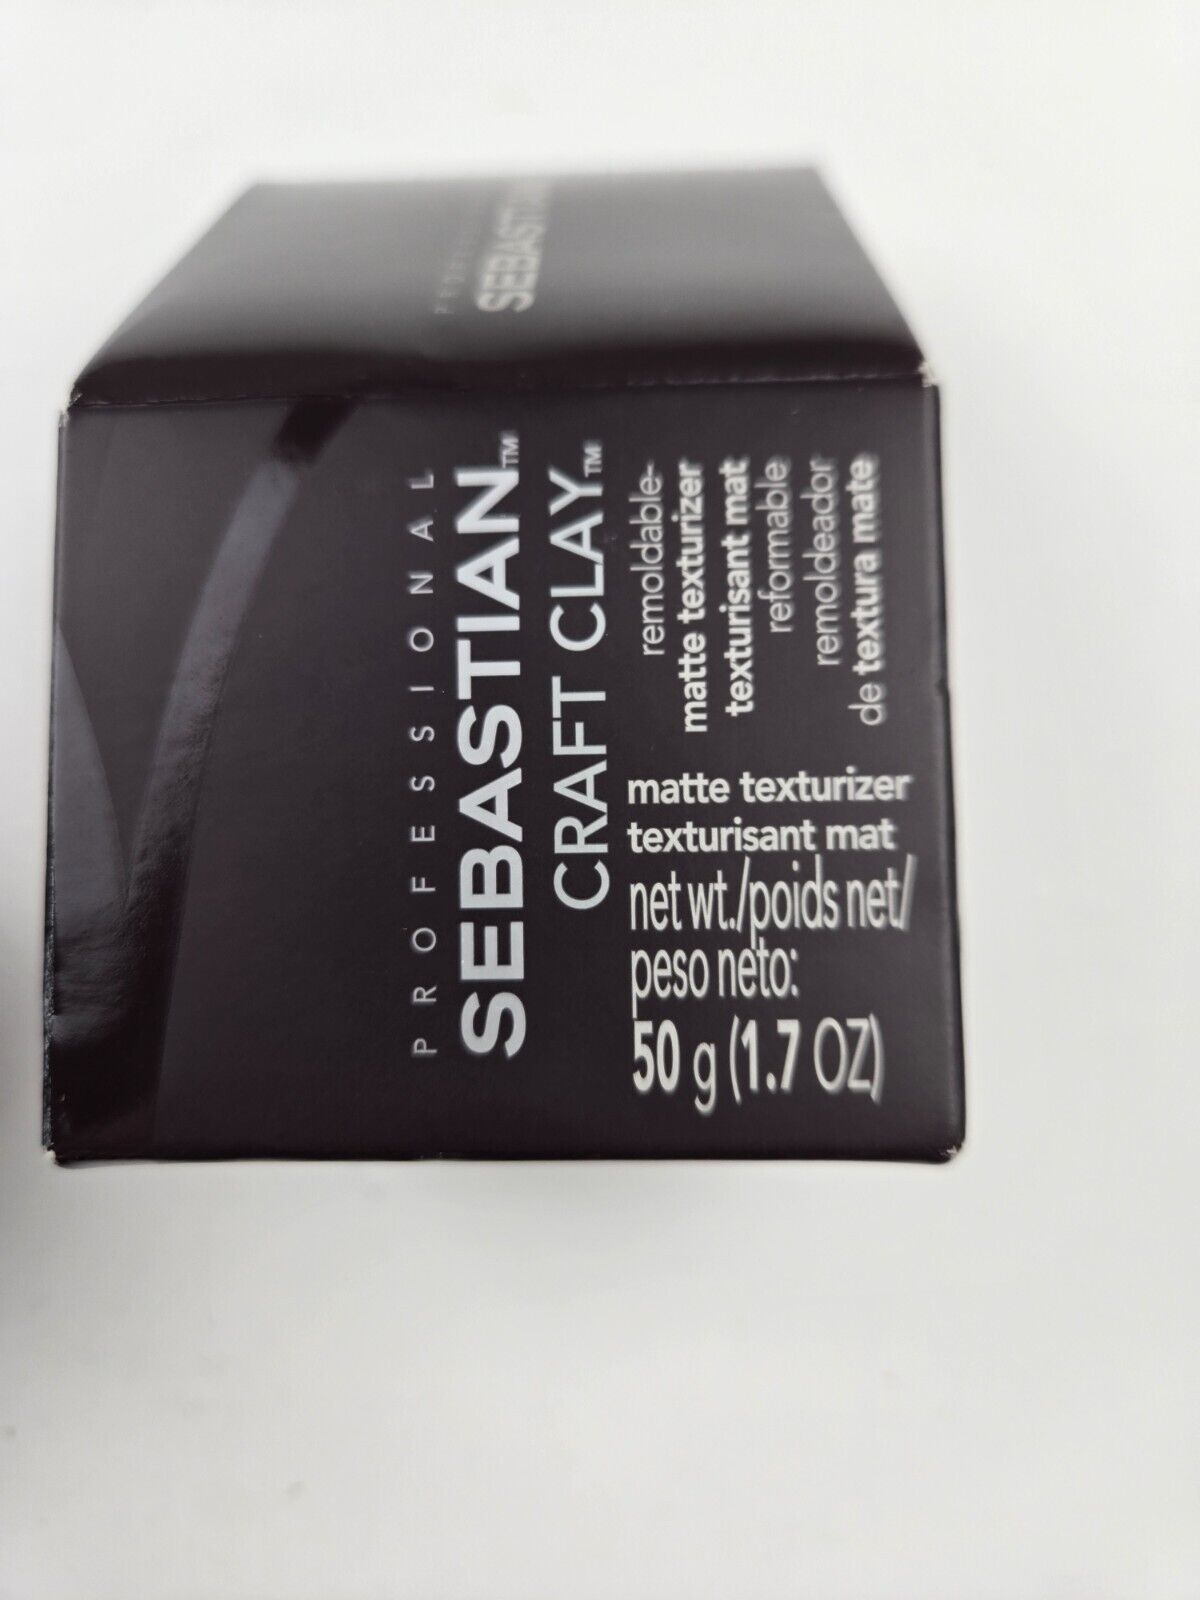 PROFESSIONAL
SEBASTIAN™
CRAFT CLAY™
remoldable-
matte texturizer
texturisant mat
reformable
remoldeador
de textura mate
matte texturizer
texturisant mat
net wt./poids net/
peso neto:
50 g (1.7 OZ)